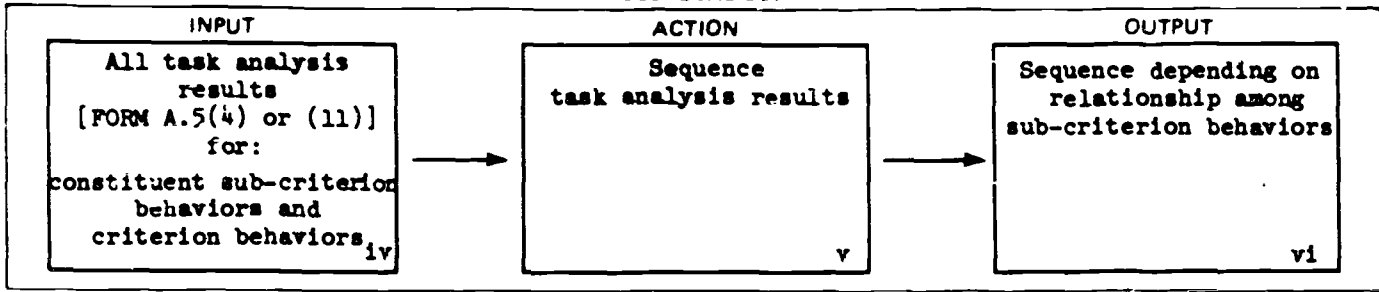 INPUT
All task analysis
results
[FORM A.5(4) or (11)]
for:
constituent sub-criterion
behaviors and
criterion behaviors
iv
ACTION
Sequence
task analysis results
v
OUTPUT
Sequence depending on
relationship among
sub-criterion behaviors
vi